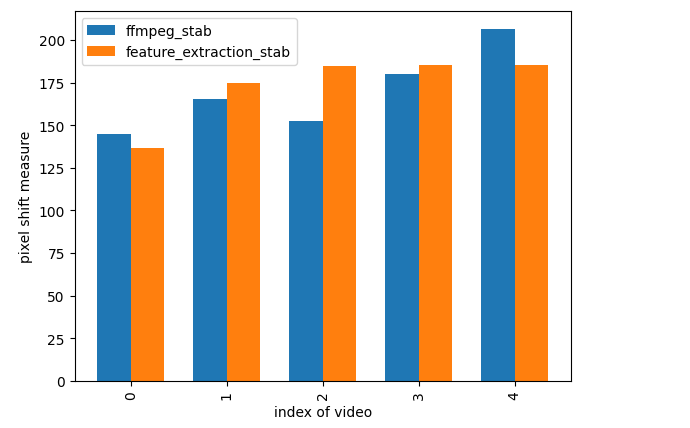 ffmpeg_stab
feature_extraction_stab
200
175
150
125
100
75
50
25
0
pixel shift measure
0 1 2 3 4
index of video